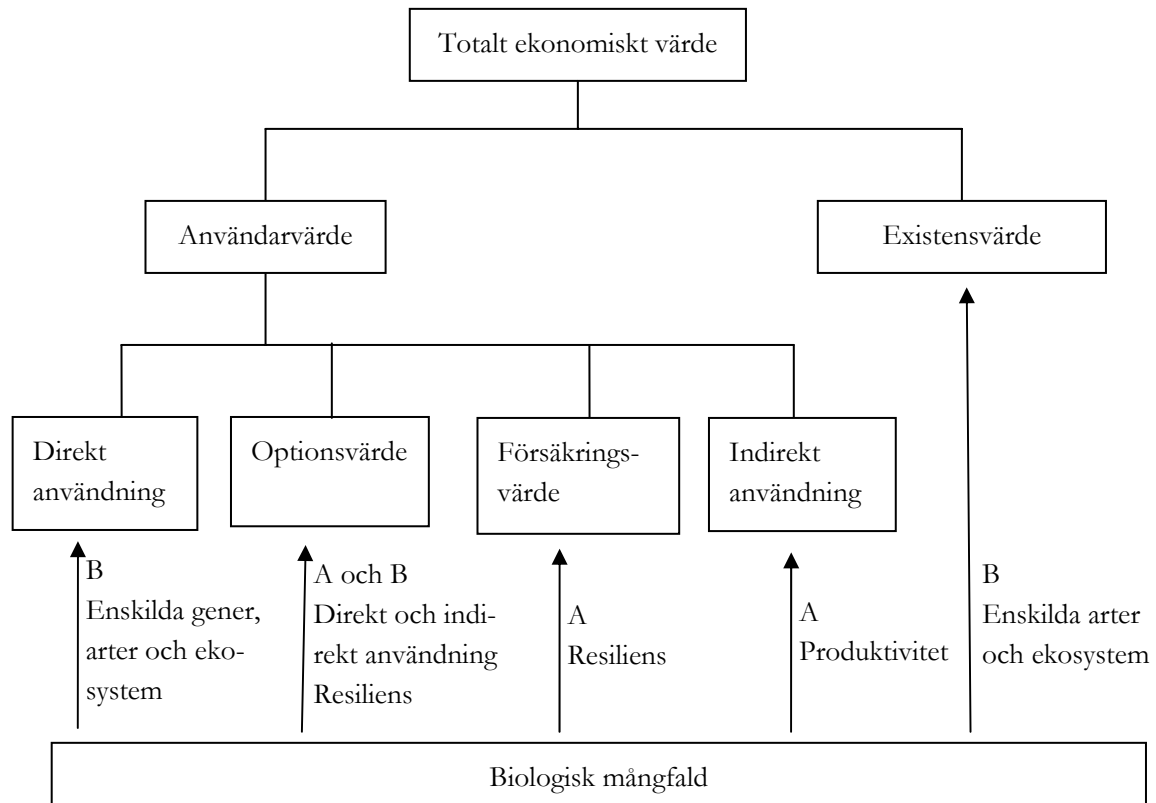 Totalt ekonomiskt värde
Användarvärde
Existensvärde
Direkt
användning
Optionsvärde
Försäkrings-
värde
Indirekt
användning
B
Enskilda gener,
arter och eko-
system
A och B
Direkt och indi-
rekt användning
Resiliens
A
Resiliens
A
Produktivitet
B
Enskilda arter
och ekosystem
Biologisk mångfald